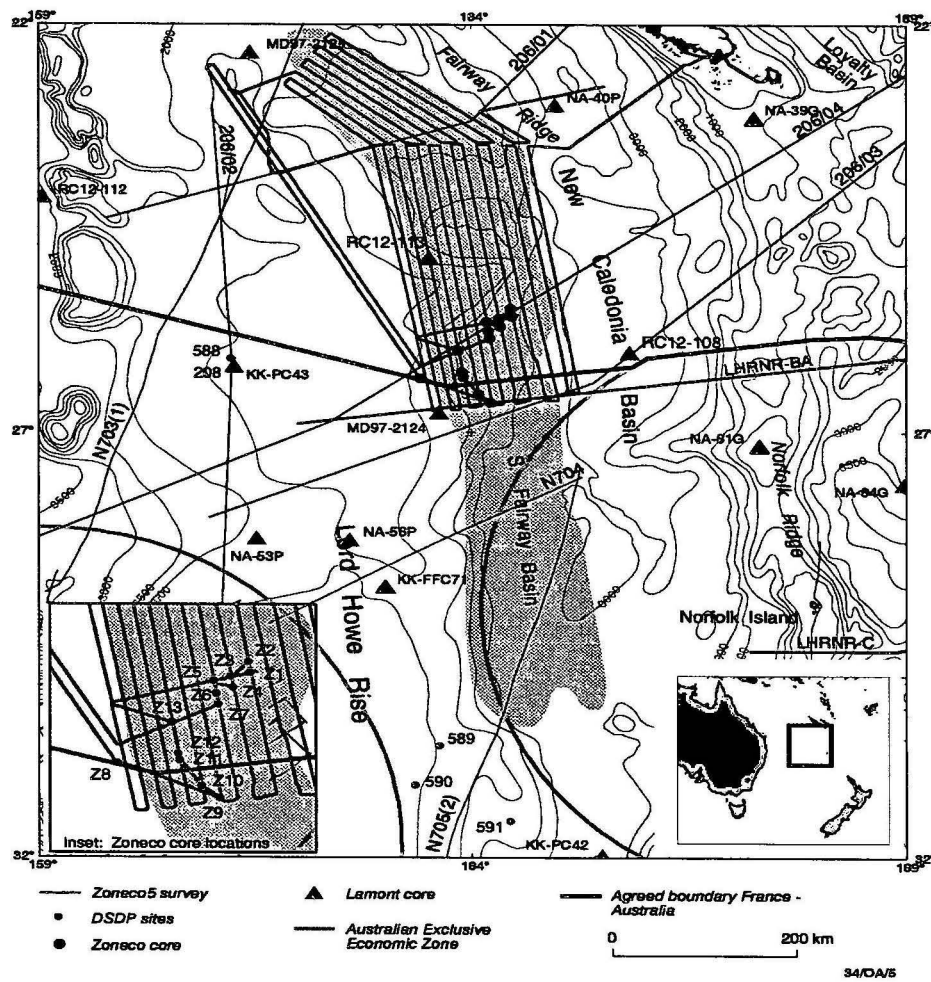 159°
134°
169°
22°
22°
MD97-2125
Fairway
Ridge
206/01
NA-40P
Loyalty
Basin
NA-39G
206/04
206/03
206/02
RC12-112
New
Caledonia
Basin
RC12-113
RC12-108
LHRNR-BA
588
298
KK-PC43
MD97-2124
27°
27°
N703(1)
S
Fairway
Basin
N704
NA-61G
Norfolk
Ridge
NA-64G
NA-53P
NA-56P
KK-FFC71
Lord Howe
Rise
Norfolk Island
LHRNR-C
Z2
Z3
Z1
Z5
Z6
Z4
Z7
Z13
Z12
Z11
Z8
Z10
Z9
Inset: Zoneco core locations
589
590
591
N705(2)
KK-PC42
32°
159°
184°
169°
Zoneco5 survey
DSDP sites
Zoneco core
Lamont core
Australian Exclusive
Economic Zone
Agreed boundary France -
Australia
0
200 km
34/OA/5